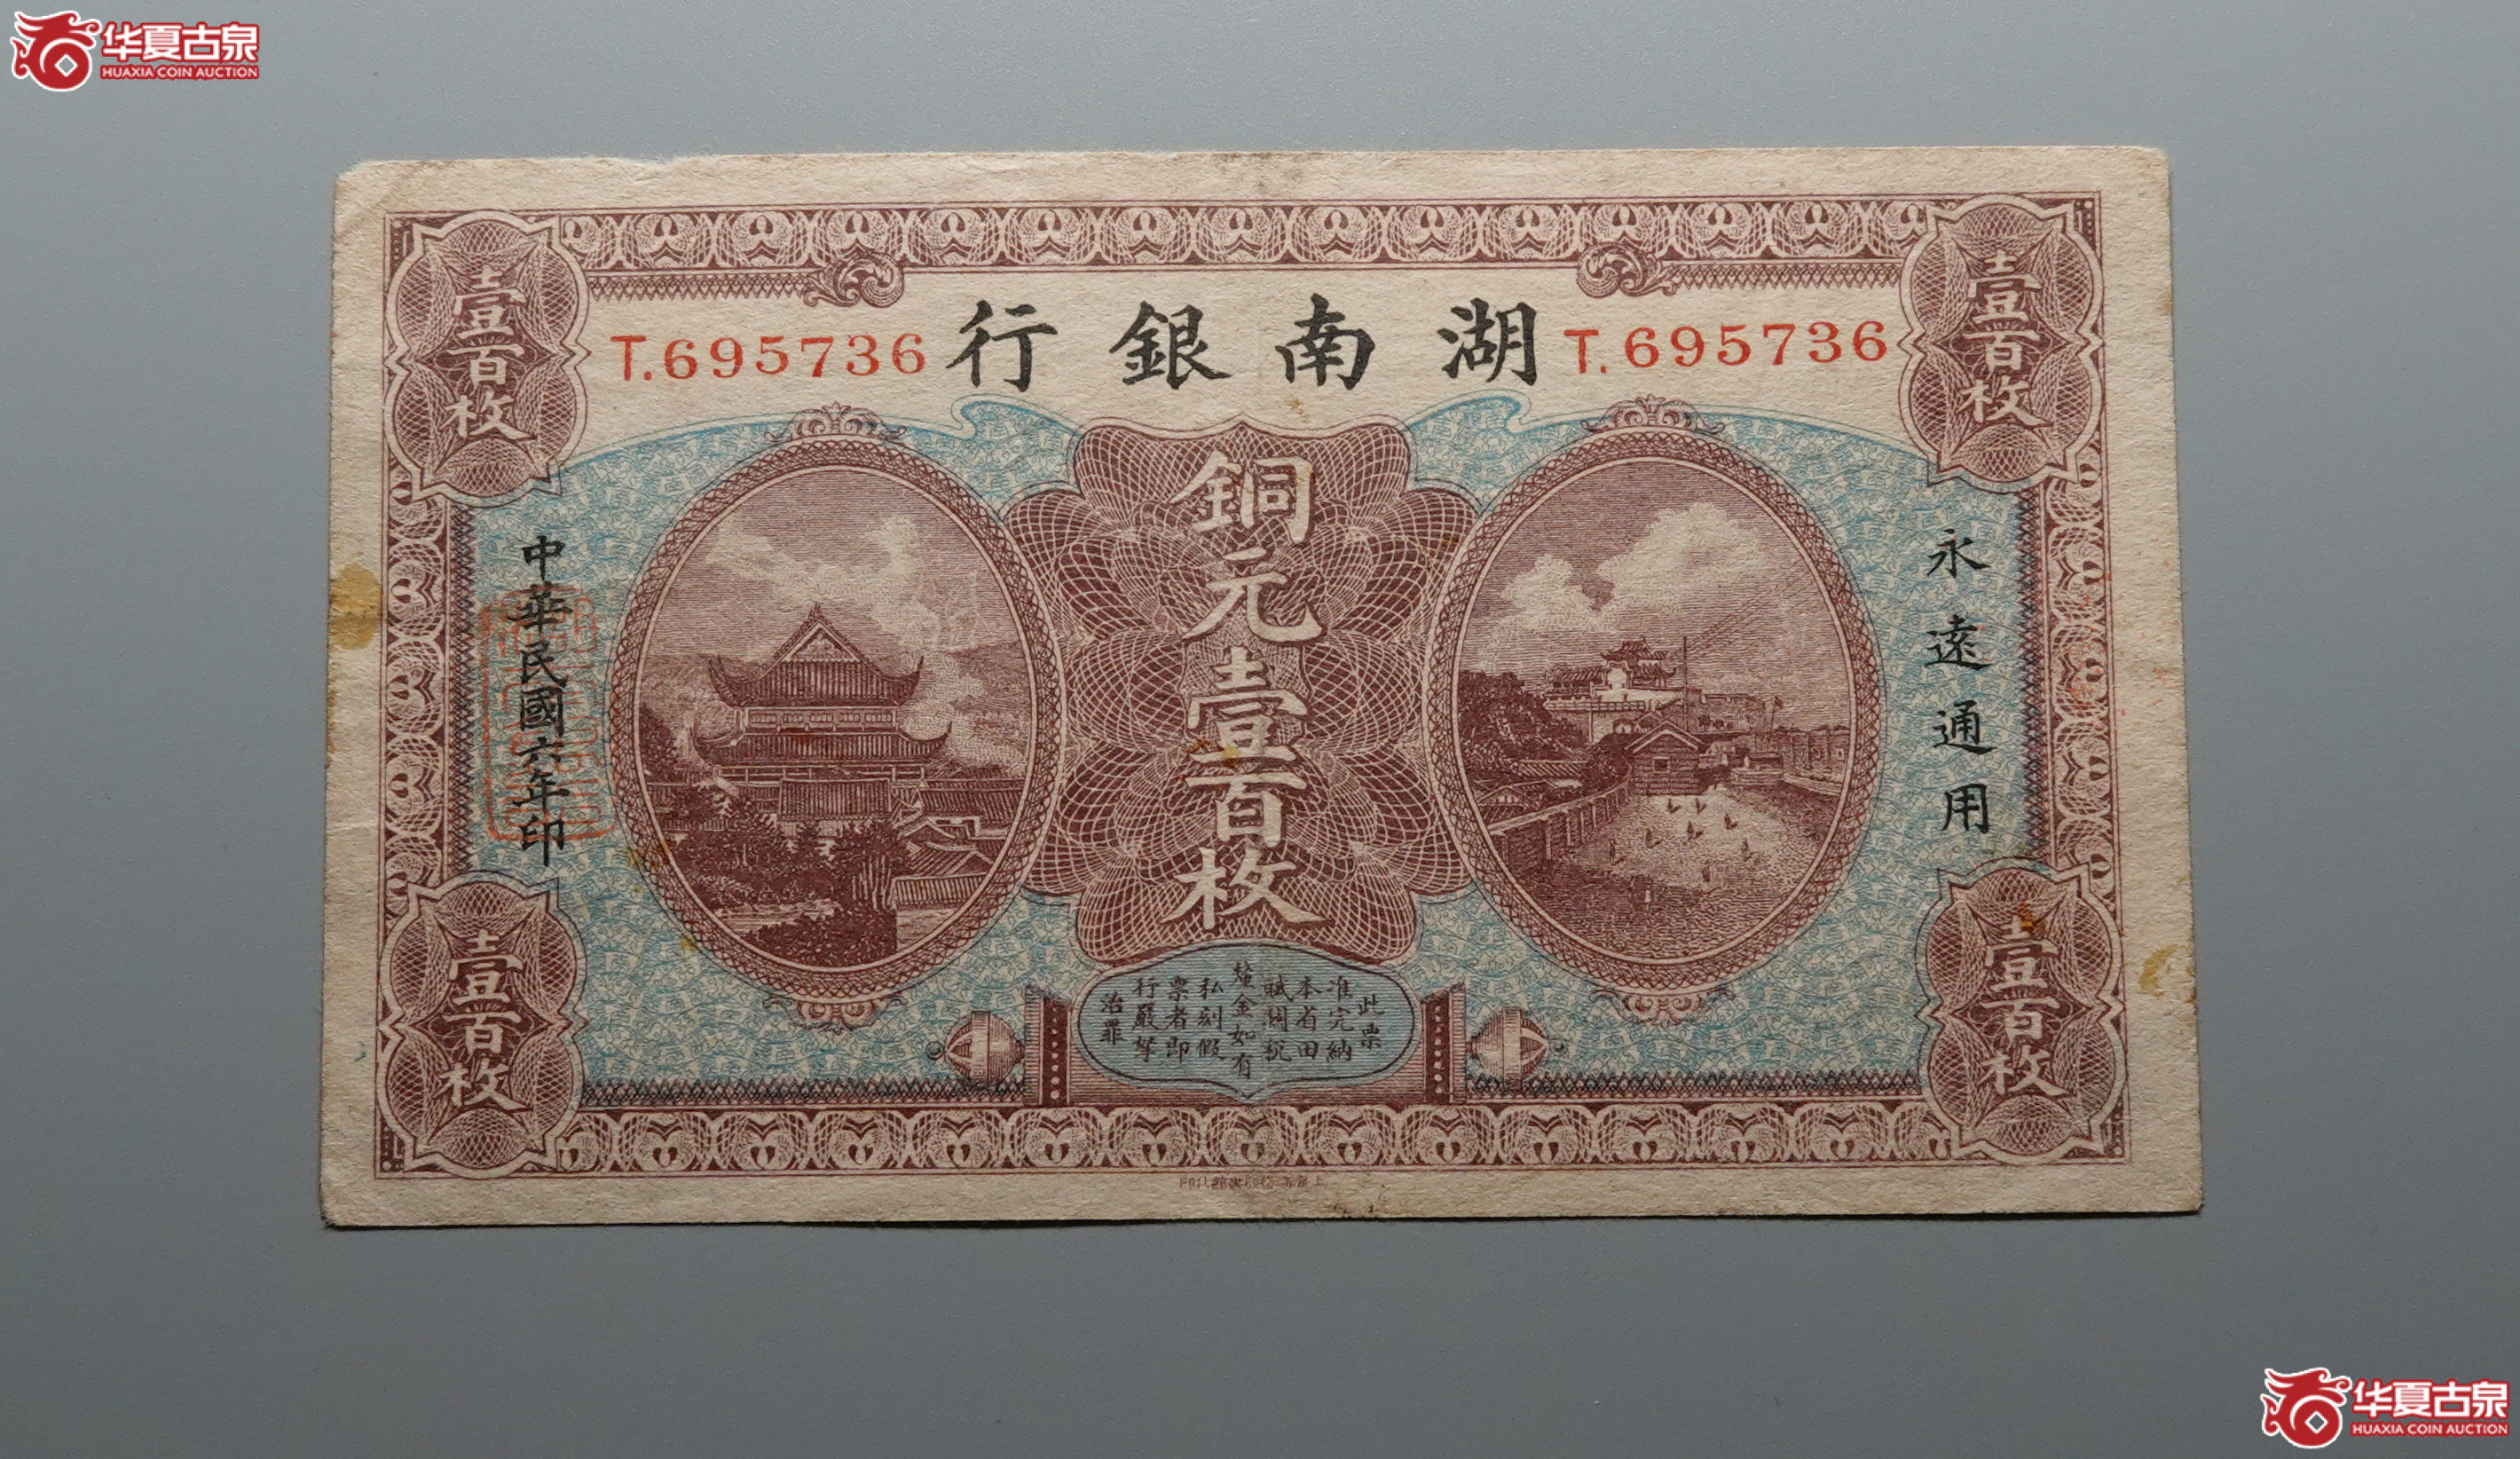 华夏古泉
HUAXIA COIN AUCTION
壹百枚
T.695736
湖南銀行
T.695736
壹百枚
銅元壹百枚
永遠通用
中華民國六年印
此票
准完納
本省田
賦關稅
釐金如有
私刻假
票者即
行嚴拏
治罪
壹百枚
壹百枚
华夏古泉
HUAXIA COIN AUCTION